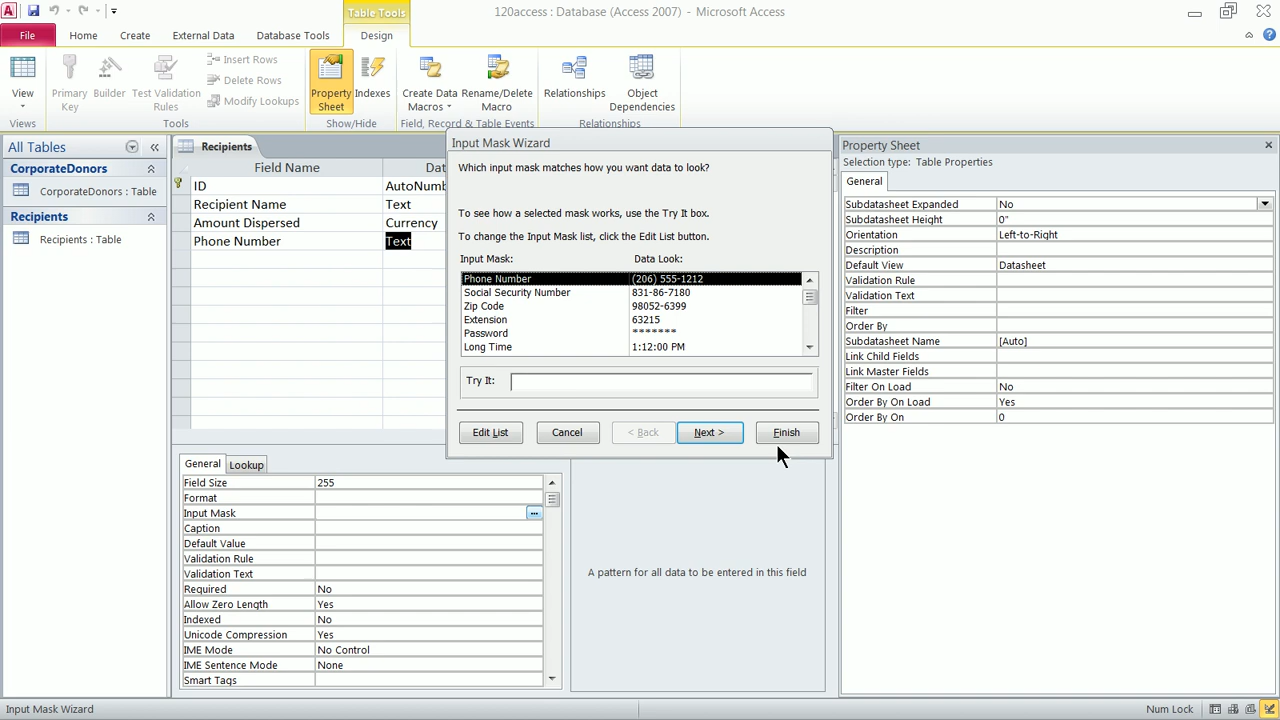 120access : Database (Access 2007) - Microsoft Access
Table Tools
File Home Create External Data Database Tools Design
View
Primary Key
Builder
Test Validation Rules
Insert Rows
Delete Rows
Modify Lookups
Property Sheet
Indexes
Create Data Macros
Rename/Delete Macro
Relationships
Object Dependencies
Views Tools Show/Hide Field, Record & Table Events Relationships
All Tables
CorporateDonors
CorporateDonors : Table
Recipients
Recipients : Table
Recipients
Field Name Dat
ID AutoNumb
Recipient Name Text
Amount Dispersed Currency
Phone Number Text
Input Mask Wizard
Which input mask matches how you want data to look?
To see how a selected mask works, use the Try It box.
To change the Input Mask list, click the Edit List button.
Input Mask: Data Look:
Phone Number (206) 555-1212
Social Security Number 831-86-7180
Zip Code 98052-6399
Extension 63215
Password *******
Long Time 1:12:00 PM
Try It:
Edit List Cancel < Back Next > Finish
General Lookup
Field Size 255
Format
Input Mask ...
Caption
Default Value
Validation Rule
Validation Text
Required No
Allow Zero Length Yes
Indexed No
Unicode Compression Yes
IME Mode No Control
IME Sentence Mode None
Smart Tags
A pattern for all data to be entered in this field
Property Sheet
Selection type: Table Properties
General
Subdatasheet Expanded No
Subdatasheet Height 0"
Orientation Left-to-Right
Description
Default View Datasheet
Validation Rule
Validation Text
Filter
Order By
Subdatasheet Name [Auto]
Link Child Fields
Link Master Fields
Filter On Load No
Order By On Load Yes
Order By On 0
Input Mask Wizard Num Lock